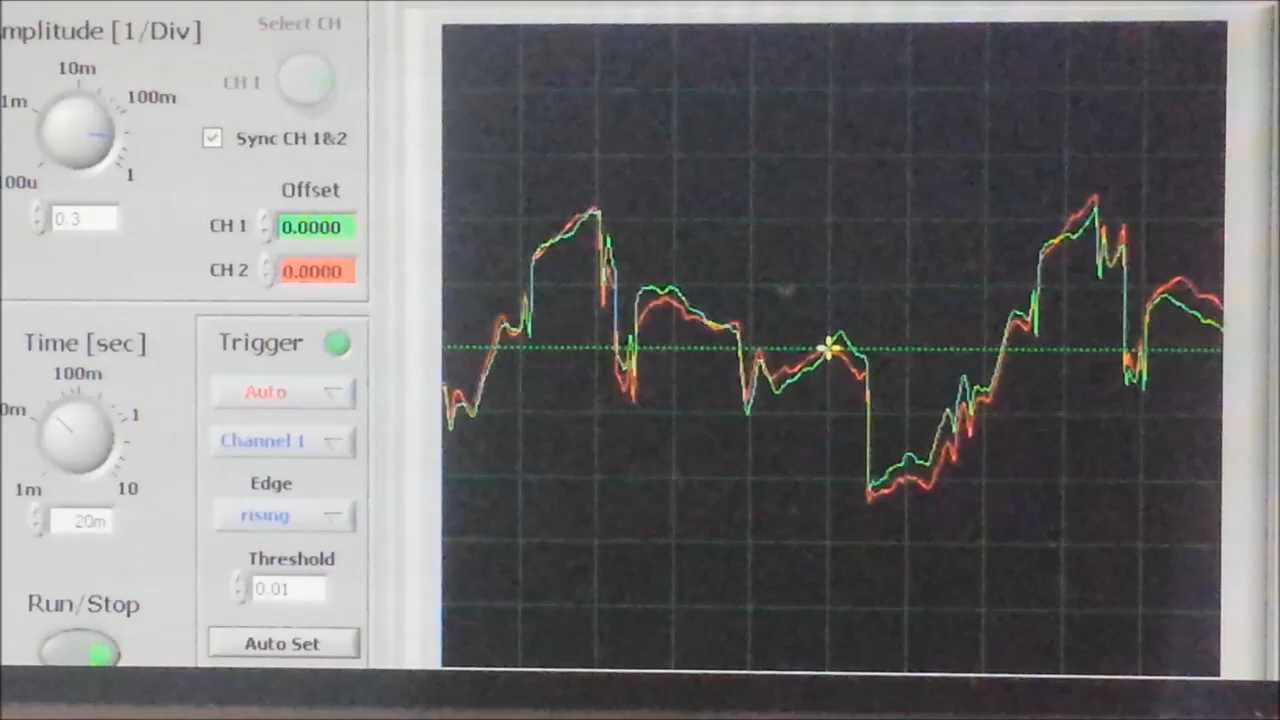 mplitude [1/Div]
Select CH
10m
1m
100m
CH 1
Sync CH 1&2
00u
1
Offset
0.3
CH 1
0.0000
CH 2
0.0000
Time [sec]
Trigger
100m
0m
1
Auto
Channel 1
Edge
1m
10
rising
20m
Threshold
0.01
Run/Stop
Auto Set